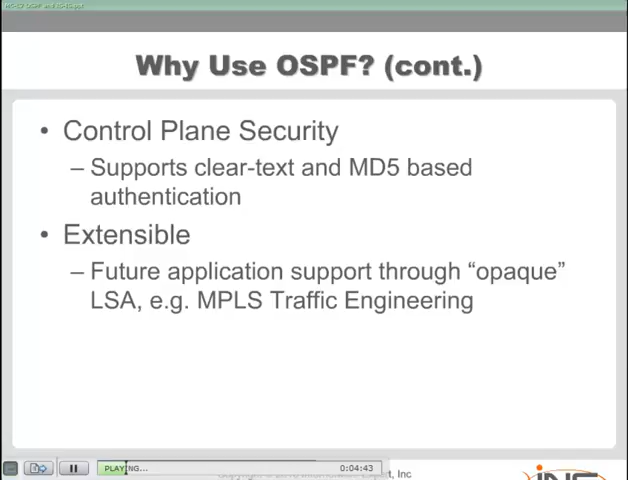 Why Use OSPF? (cont.)
• Control Plane Security
– Supports clear-text and MD5 based
authentication
• Extensible
– Future application support through “opaque”
LSA, e.g. MPLS Traffic Engineering
PLAYING...
0:04:43
Inc